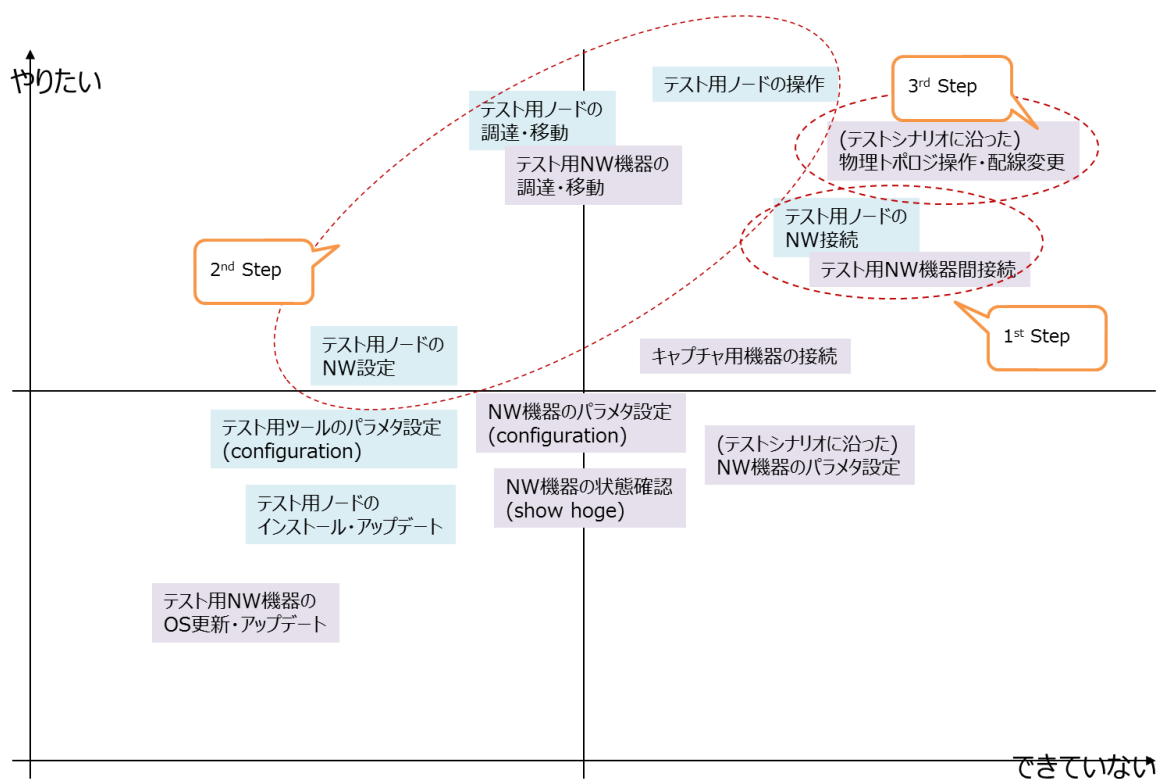 やりたい
テスト用ノードの操作
3rd Step
テスト用ノードの
調達・移動
(テストシナリオに沿った)
物理トポロジ操作・配線変更
テスト用NW機器の
調達・移動
テスト用ノードの
NW接続
2nd Step
テスト用NW機器間接続
1st Step
テスト用ノードの
NW設定
キャプチャ用機器の接続
テスト用ツールのパラメタ設定
(configuration)
NW機器のパラメタ設定
(configuration)
(テストシナリオに沿った)
NW機器のパラメタ設定
テスト用ノードの
インストール・アップデート
NW機器の状態確認
(show hoge)
テスト用NW機器の
OS更新・アップデート
できていない